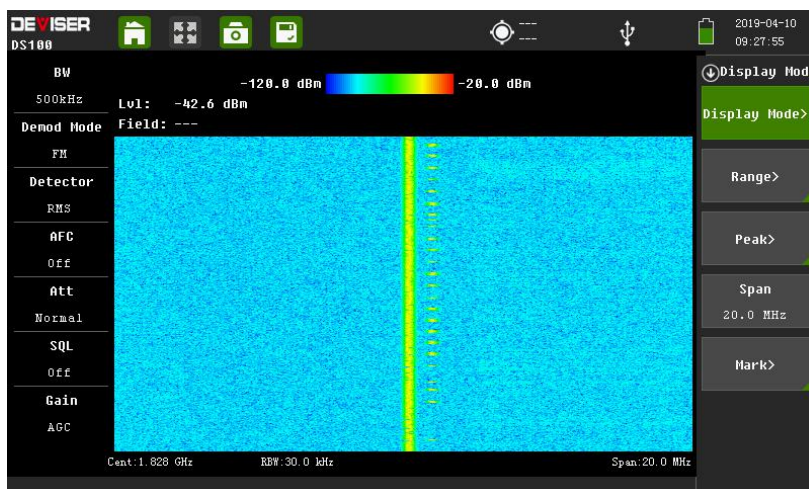 DEVISER
DS100
---
---
2019-04-10
09:27:55
BW
500kHz
Demod Mode
FM
Detector
RMS
AFC
Off
Att
Normal
SQL
Off
Gain
AGC
-120.0 dBm
-20.0 dBm
Lvl: -42.6 dBm
Field: ---
Cent:1.828 GHz
RBW:30.0 kHz
Span:20.0 MHz
Display Mod
Display Mode>
Range>
Peak>
Span
20.0 MHz
Mark>